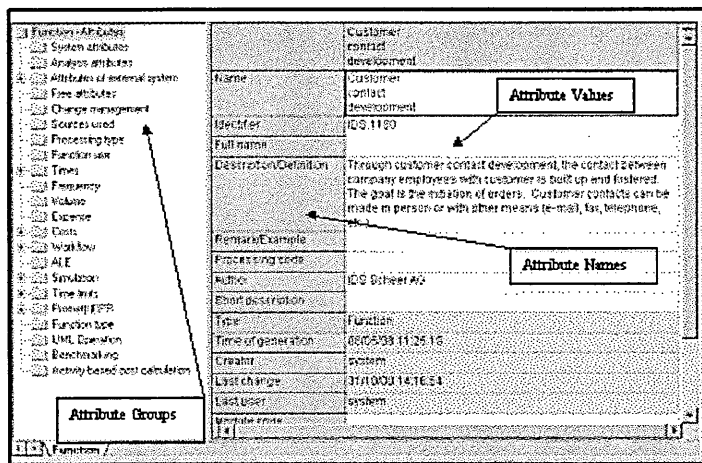 Function - Attributes
System attributes
Analysis attributes
Attributes of external system
Free attributes
Change management
Sources used
Processing type
Function use
Times
Frequency
Volume
Expense
Costs
Workflow
ALE
Simulation
Time limits
Function type
UML Operation
Benchmarking
Activity based cost calculation
Attribute Groups
Function
Customer
contact
development
Name
Customer
contact
development
Attribute Values
Identifier
Full name
Description/Definition
Through customer contact development, the contact between
company employees with customer is built up and fostered.
The goal is the initiation of orders. Customer contacts can be
made in person or with other means (e-mail, fax, telephone,
etc.)
Remark/Example
Processing code
Attribute Names
Author
IDS Scheer AG
Short description
Type
Function
Time of generation
Creator
system
Last change
Last user
system
Module code